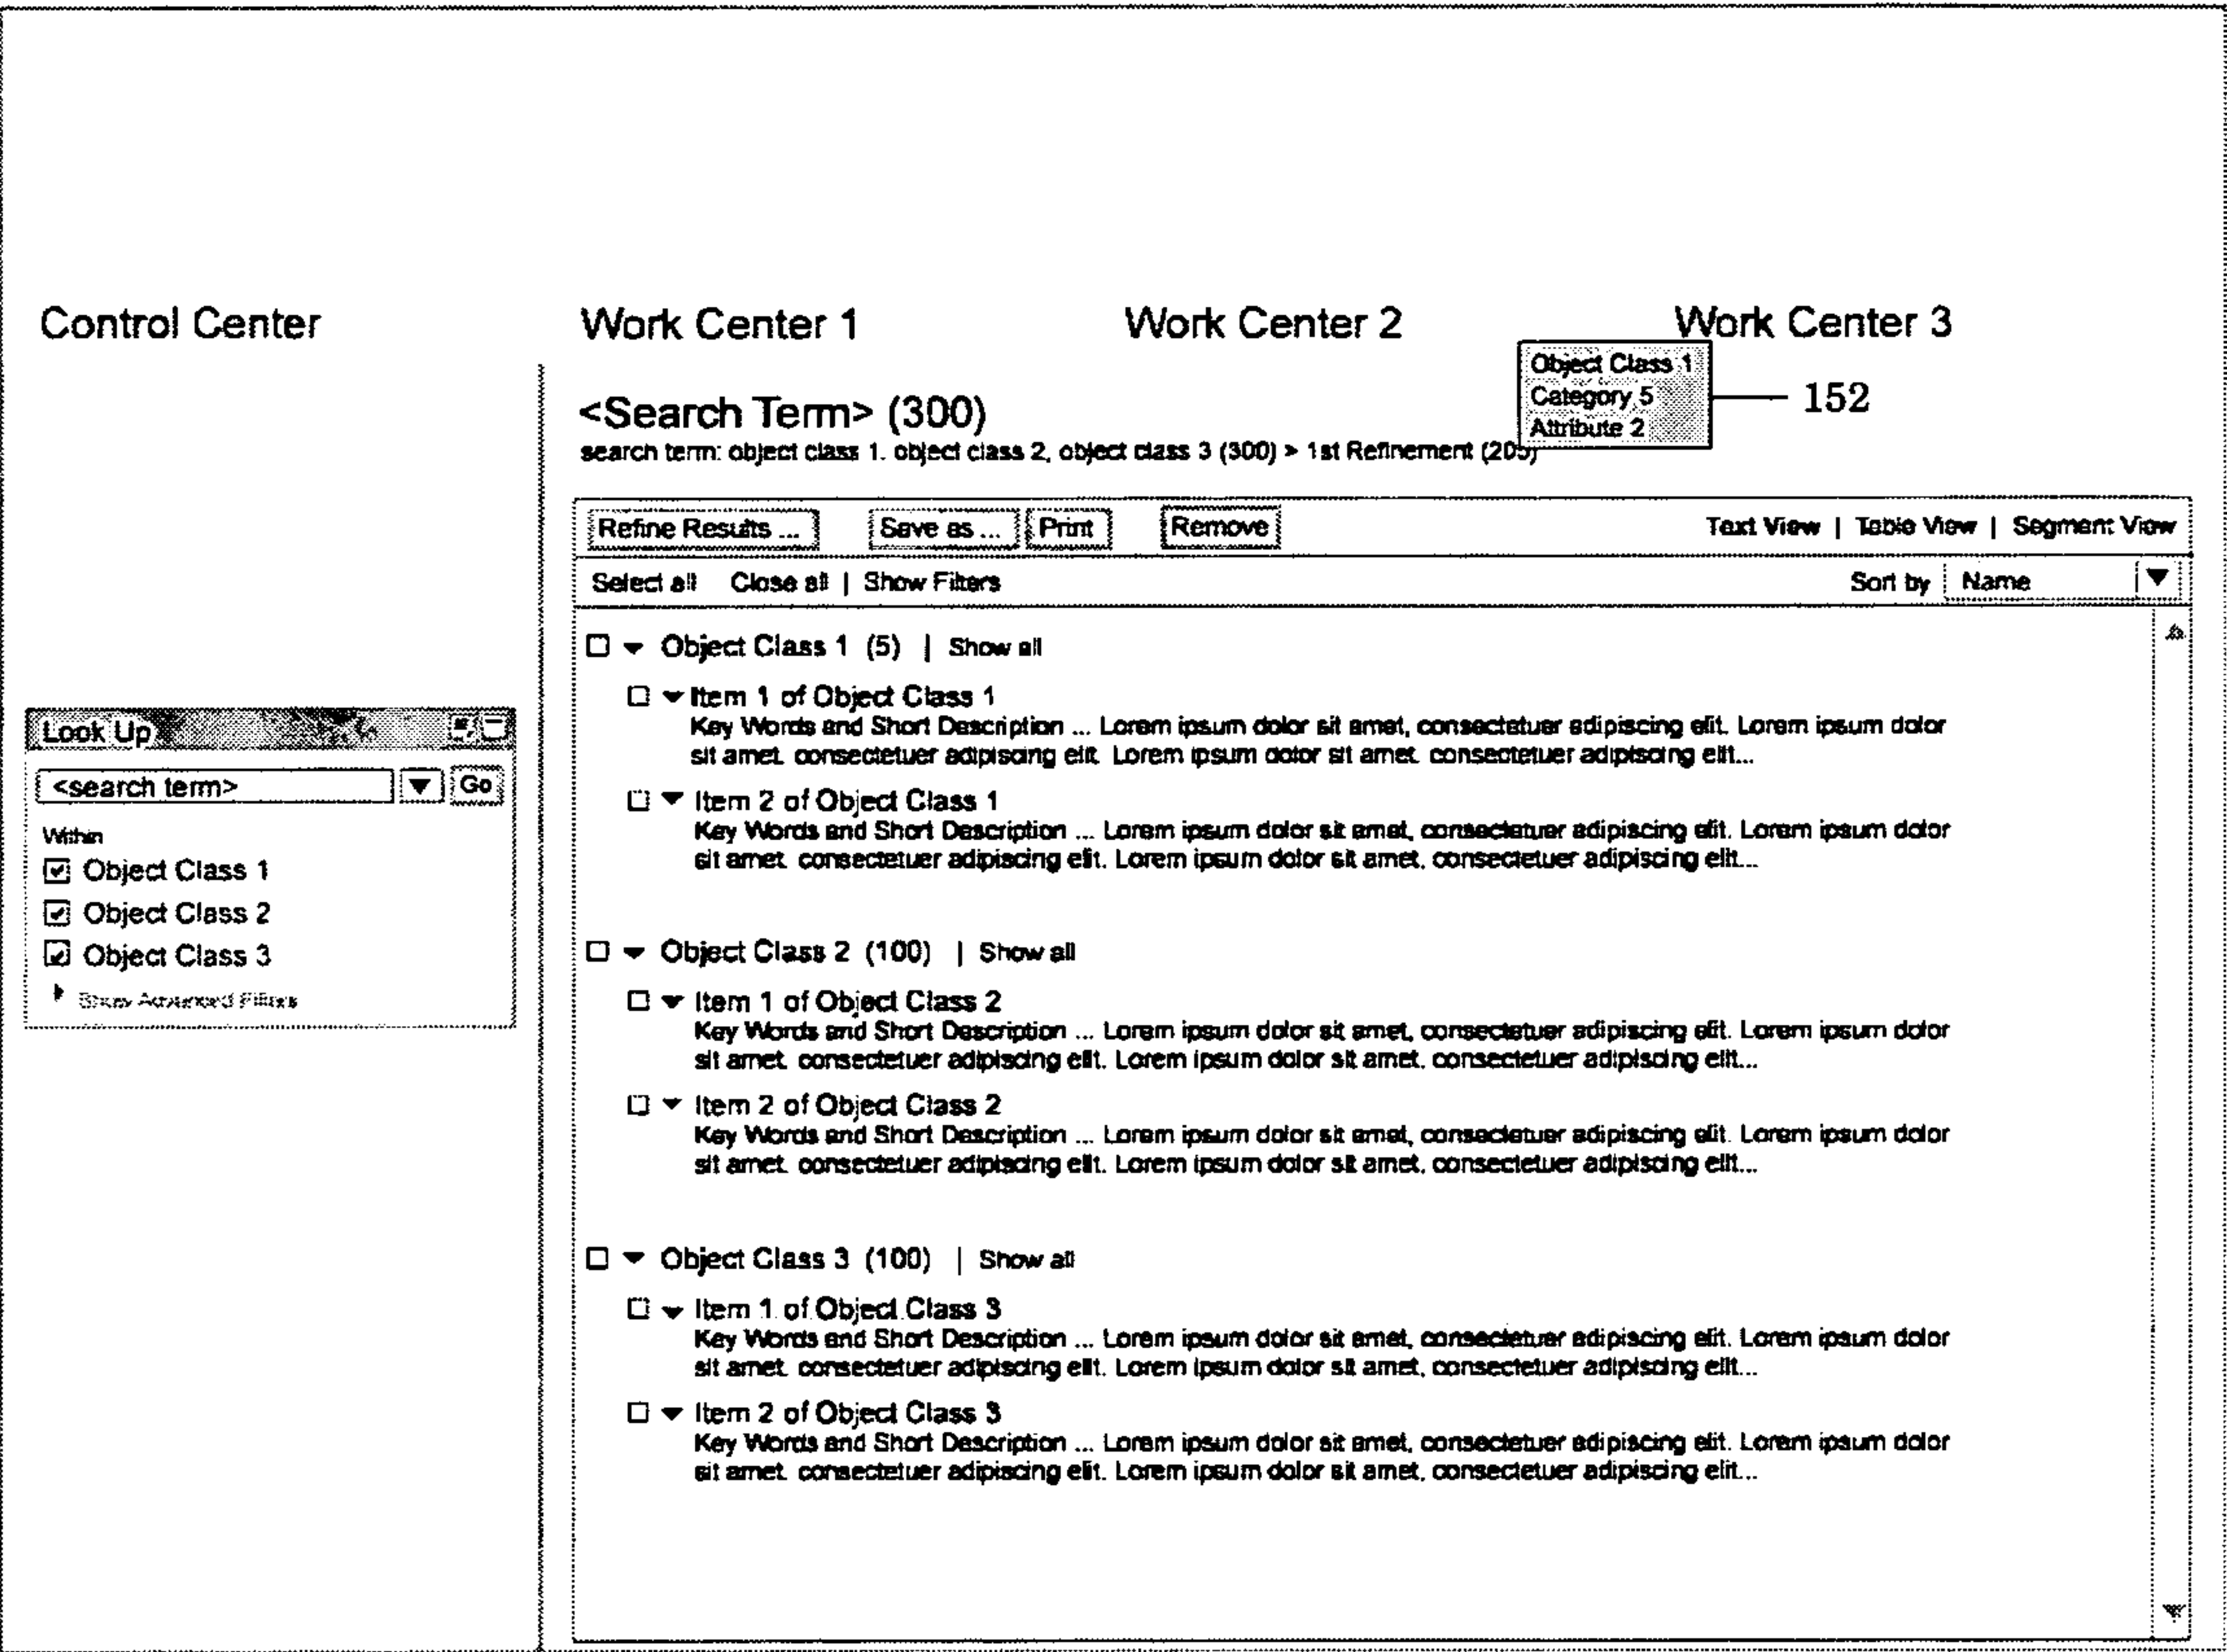 Control Center
Work Center 1
Work Center 2
Work Center 3
Object Class 1
Category 5
Attribute 2
152
<Search Term> (300)
search term: object class 1. object class 2, object class 3 (300) > 1st Refinement (205)
Refine Results ... Save as ... Print Remove Text View | Table View | Segment View
Select all Close all | Show Filters Sort by Name
Object Class 1 (5) | Show all
Item 1 of Object Class 1
Key Words and Short Description ... Lorem ipsum dolor sit amet, consectetuer adipiscing elit. Lorem ipsum dolor
sit amet. consectetuer adipiscing elit. Lorem ipsum dolor sit amet. consectetuer adipiscing elit...
Item 2 of Object Class 1
Key Words and Short Description ... Lorem ipsum dolor sit amet, consectetuer adipiscing elit. Lorem ipsum dolor
sit amet. consectetuer adipiscing elit. Lorem ipsum dolor sit amet, consectetuer adipiscing elit...
Object Class 2 (100) | Show all
Item 1 of Object Class 2
Key Words and Short Description ... Lorem ipsum dolor sit amet, consectetuer adipiscing elit. Lorem ipsum dolor
sit amet. consectetuer adipiscing elit. Lorem ipsum dolor sit amet, consectetuer adipiscing elit...
Item 2 of Object Class 2
Key Words and Short Description ... Lorem ipsum dolor sit amet, consectetuer adipiscing elit. Lorem ipsum dolor
sit amet. consectetuer adipiscing elit. Lorem ipsum dolor sit amet, consectetuer adipiscing elit...
Object Class 3 (100) | Show all
Item 1 of Object Class 3
Key Words and Short Description ... Lorem ipsum dolor sit amet, consectetuer adipiscing elit. Lorem ipsum dolor
sit amet. consectetuer adipiscing elit. Lorem ipsum dolor sit amet, consectetuer adipiscing elit...
Item 2 of Object Class 3
Key Words and Short Description ... Lorem ipsum dolor sit amet, consectetuer adipiscing elit. Lorem ipsum dolor
sit amet. consectetuer adipiscing elit. Lorem ipsum dolor sit amet, consectetuer adipiscing elit...
Look Up
<search term> Go
Within
Object Class 1
Object Class 2
Object Class 3
Show Advanced Filters